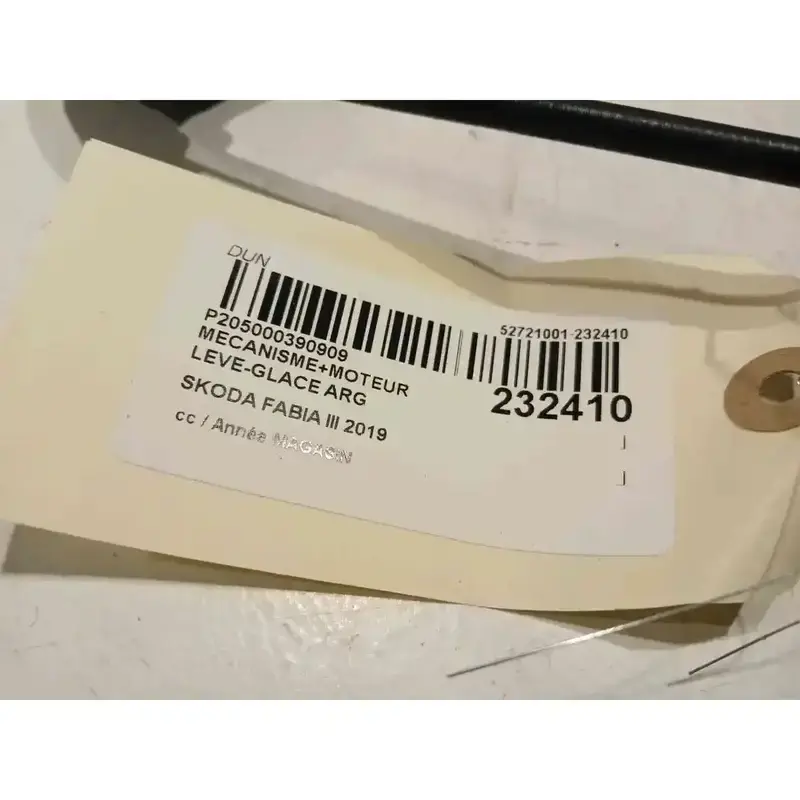 DUN
52721001-232410
P205000390909
MECANISME+MOTEUR
LEVE-GLACE ARG
232410
SKODA FABIA III 2019
cc / Année MAGASIN